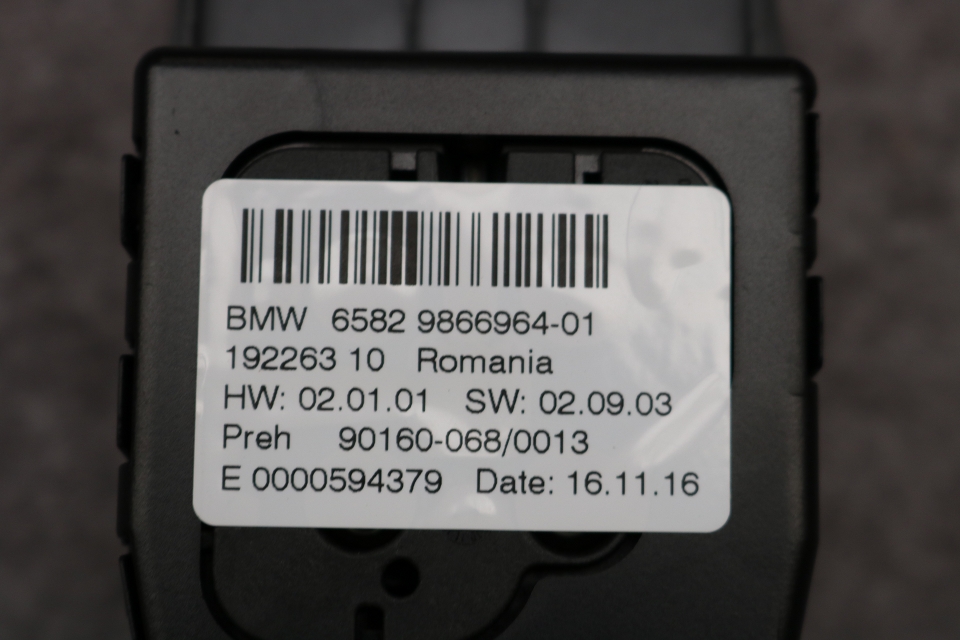 BMW 6582 9866964-01
192263 10 Romania
HW: 02.01.01 SW: 02.09.03
Preh 90160-068/0013
E 0000594379 Date: 16.11.16